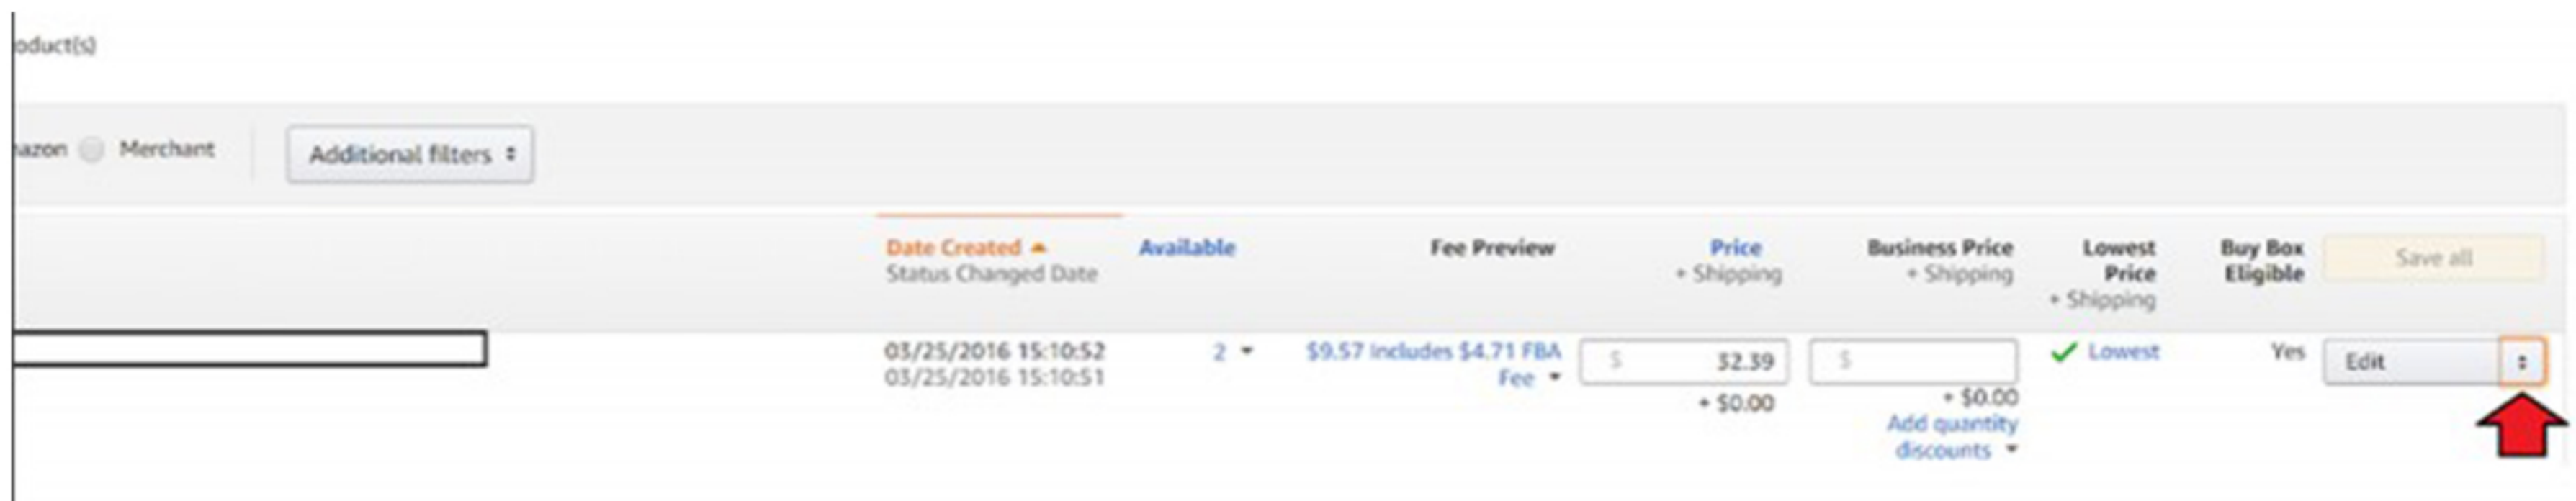 oduct(s)
azon Merchant Additional filters
Date Created Available Fee Preview Price Business Price Lowest Price Buy Box Eligible Save all
Status Changed Date + Shipping + Shipping + Shipping
03/25/2016 15:10:52 2 $9.57 includes $4.71 FBA Fee $ 32.39 $ Lowest Yes Edit
03/25/2016 15:10:51
+ $0.00 + $0.00
Add quantity
discounts